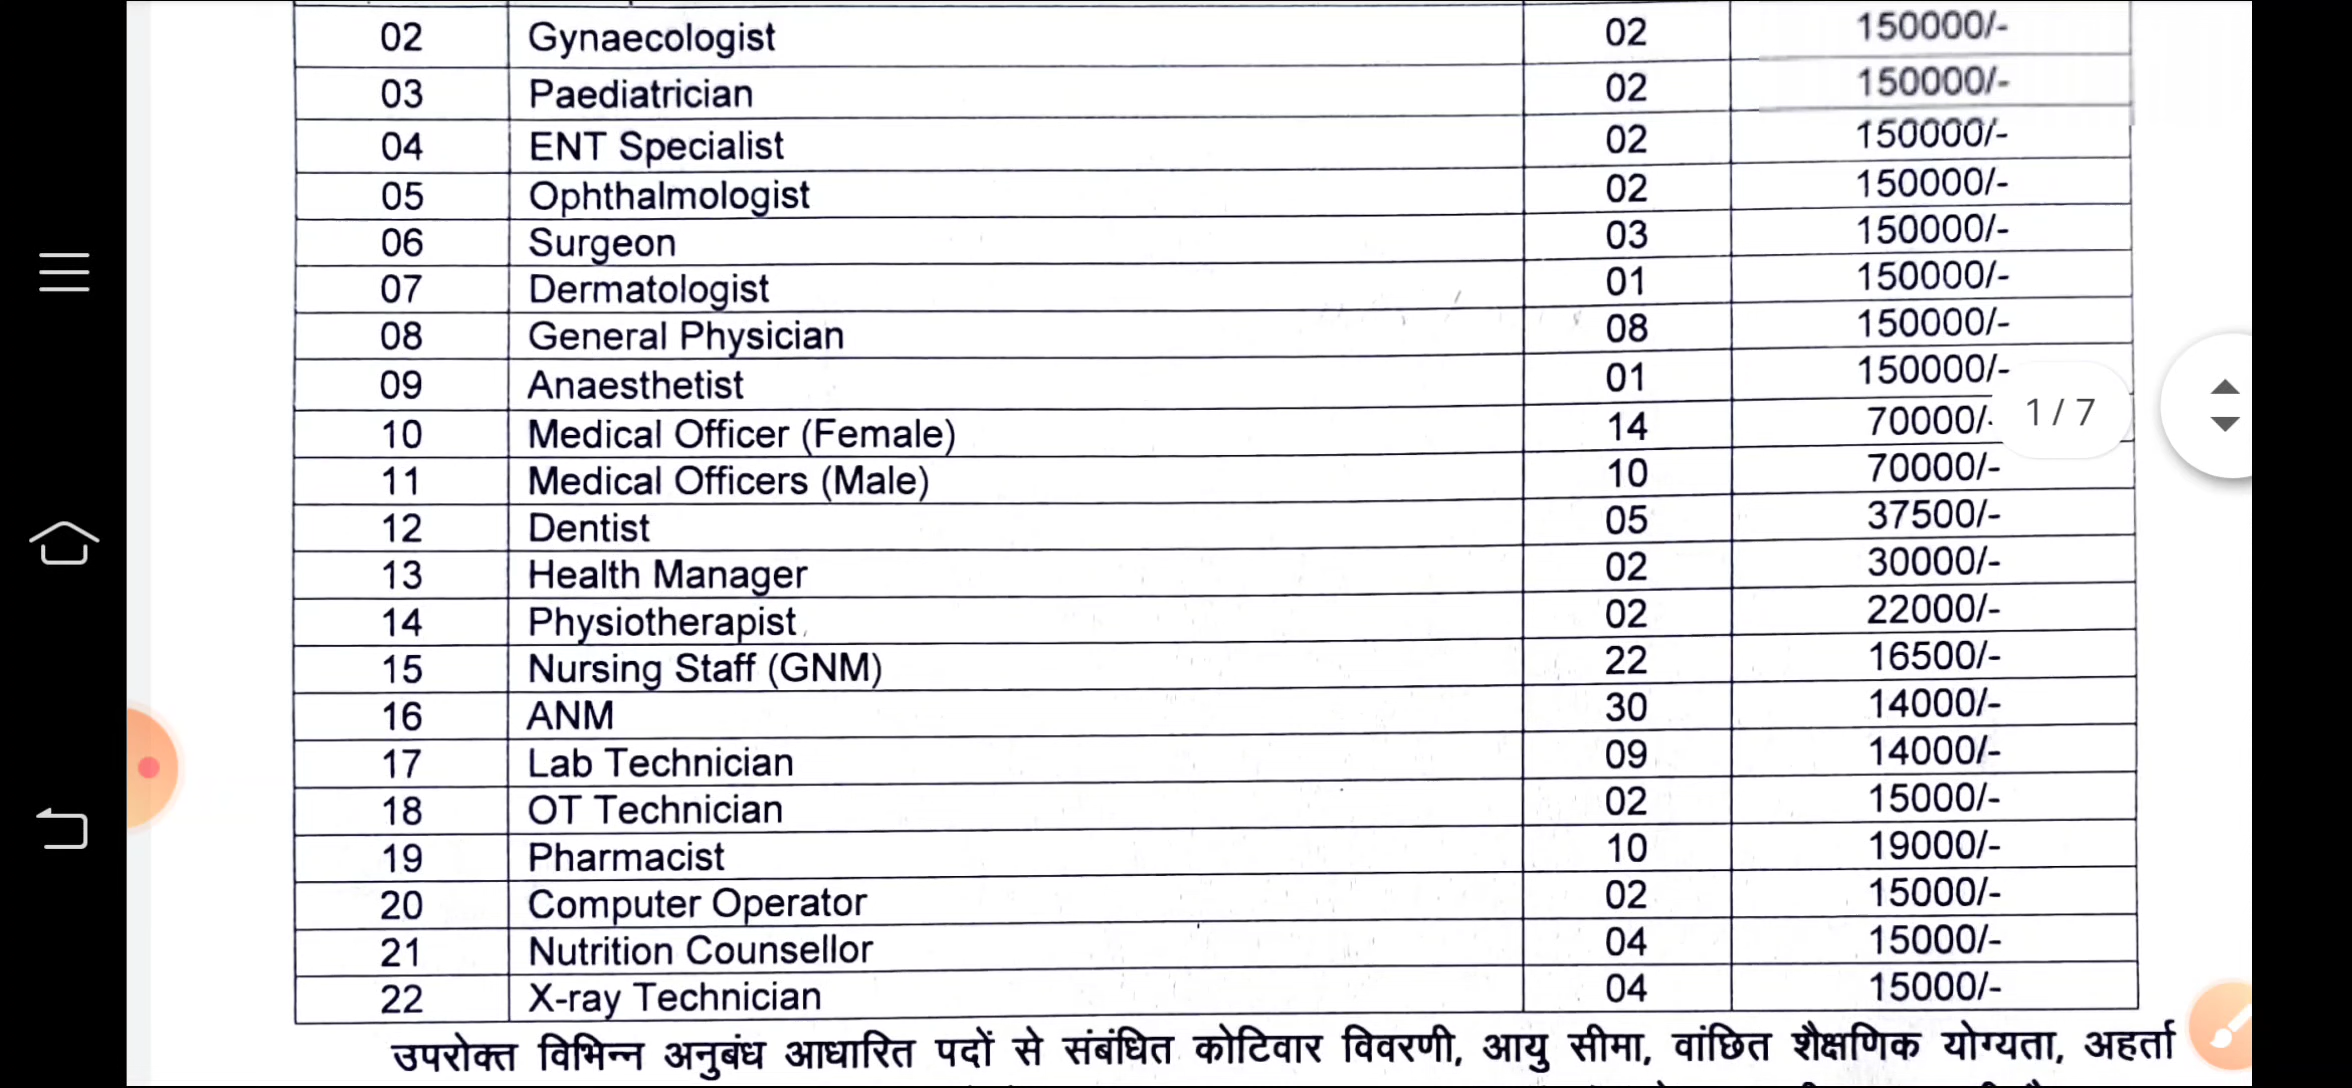 02 Gynaecologist 02 150000/-
03 Paediatrician 02 150000/-
04 ENT Specialist 02 150000/-
05 Ophthalmologist 02 150000/-
06 Surgeon 03 150000/-
07 Dermatologist 01 150000/-
08 General Physician 08 150000/-
09 Anaesthetist 01 150000/-
10 Medical Officer (Female) 14 70000/-
1 / 7
11 Medical Officers (Male) 10 70000/-
12 Dentist 05 37500/-
13 Health Manager 02 30000/-
14 Physiotherapist 02 22000/-
15 Nursing Staff (GNM) 22 16500/-
16 ANM 30 14000/-
17 Lab Technician 09 14000/-
18 OT Technician 02 15000/-
19 Pharmacist 10 19000/-
20 Computer Operator 02 15000/-
21 Nutrition Counsellor 04 15000/-
22 X-ray Technician 04 15000/-
उपरोक्त विभिन्न अनुबंध आधारित पदों से संबंधित कोटिवार विवरणी, आयु सीमा, वांछित शैक्षणिक योग्यता, अहर्ता